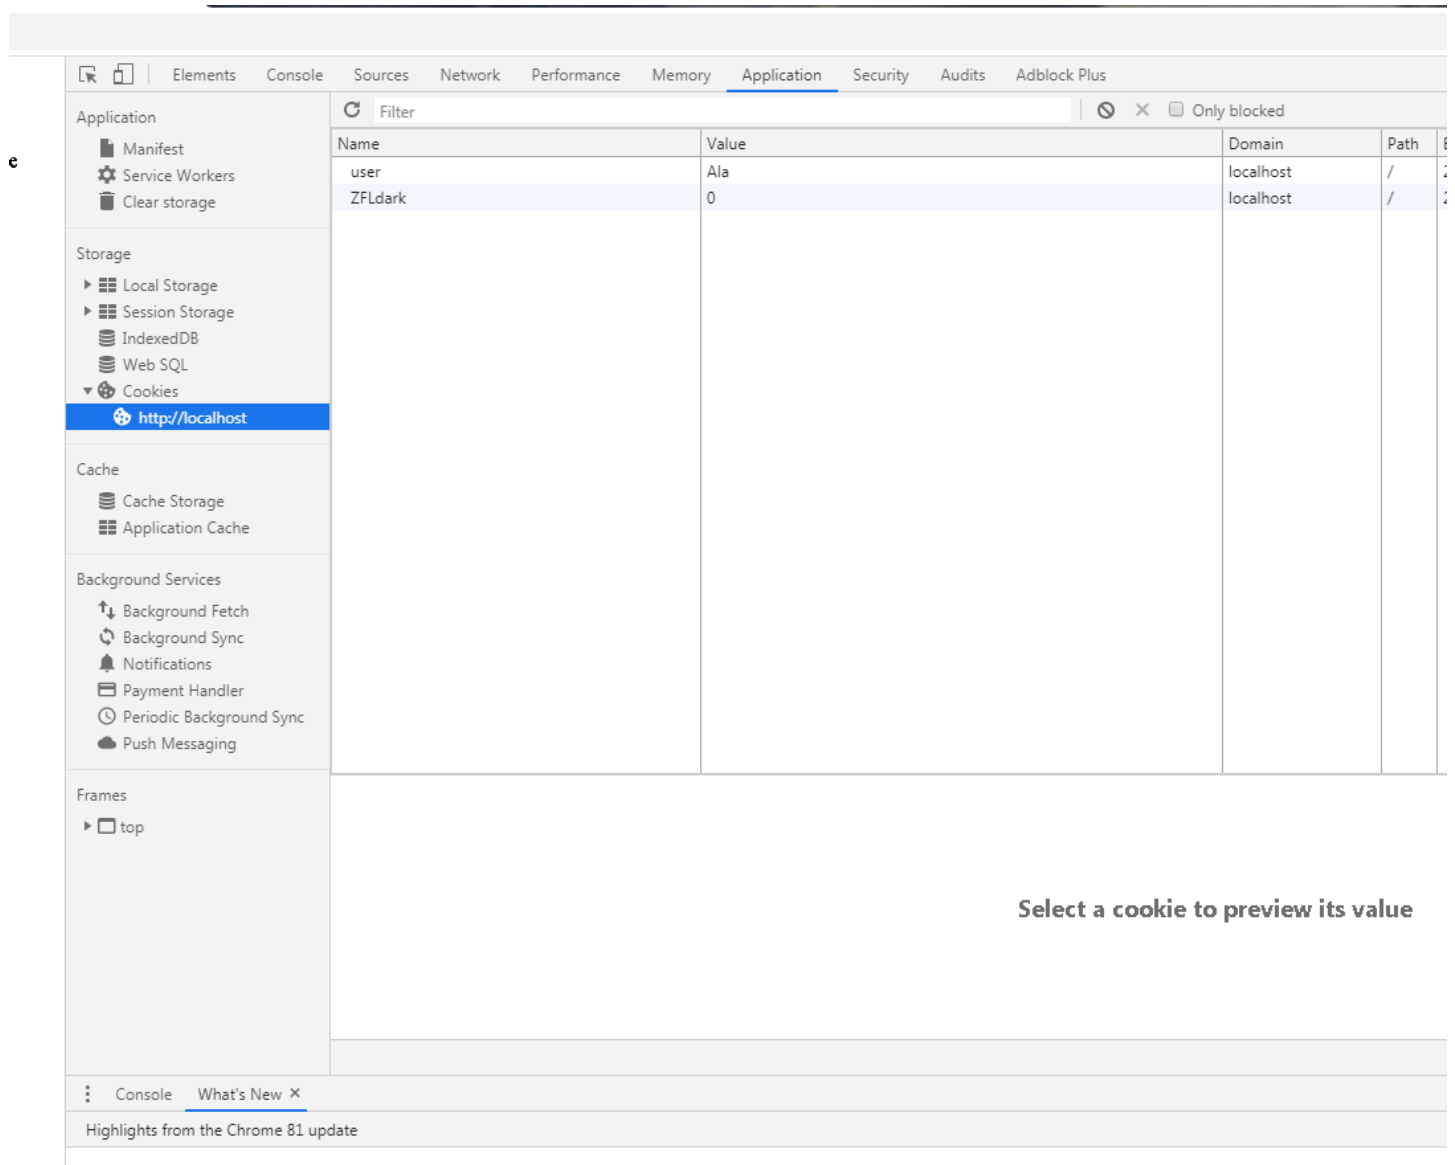 Elements Console Sources Network Performance Memory Application Security Audits Adblock Plus
Application
Manifest
Service Workers
Clear storage
Storage
Local Storage
Session Storage
IndexedDB
Web SQL
Cookies
http://localhost
Cache
Cache Storage
Application Cache
Background Services
Background Fetch
Background Sync
Notifications
Payment Handler
Periodic Background Sync
Push Messaging
Frames
top
e
Filter Only blocked
Name Value Domain Path
user Ala localhost / 2
ZFLdark 0 localhost / 2
Select a cookie to preview its value
Console What's New ×
Highlights from the Chrome 81 update